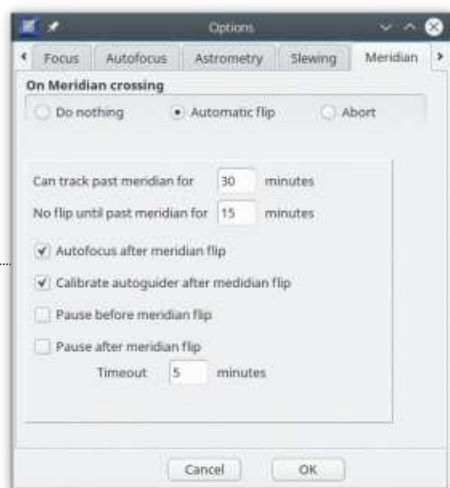 Options
Focus Autofocus Astrometry Slewing Meridian
On Meridian crossing
Do nothing Automatic flip Abort
Can track past meridian for 30 minutes
No flip until past meridian for 15 minutes
Autofocus after meridian flip
Calibrate autoguider after medidian flip
Pause before meridian flip
Pause after meridian flip
Timeout 5 minutes
Cancel OK